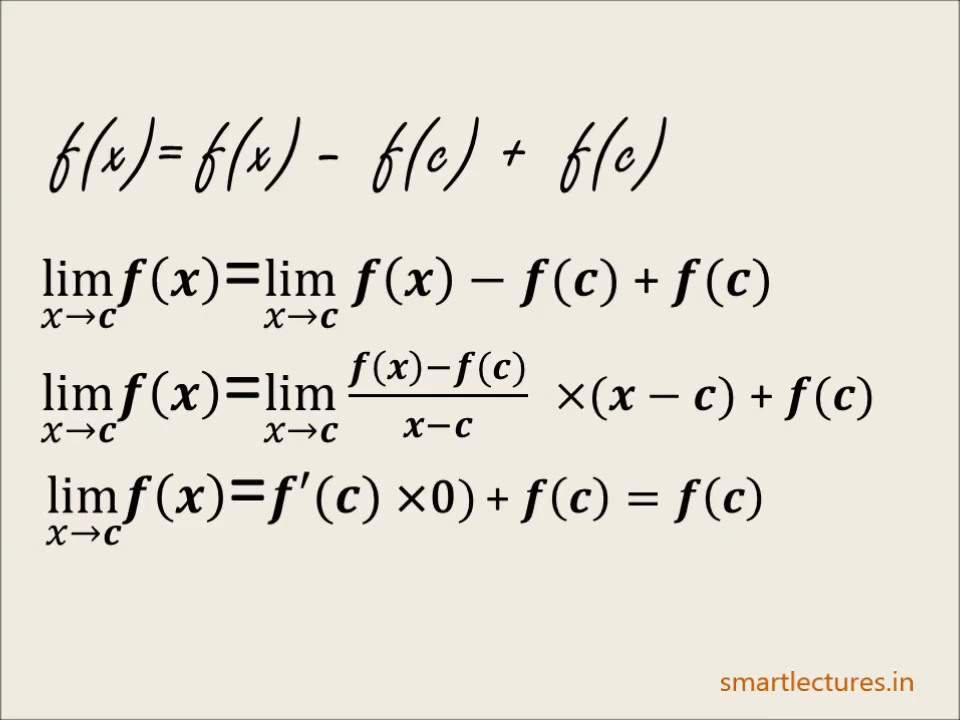 f(x)= f(x) - f(c) + f(c)
lim x→c f(x)=lim x→c f(x) − f(c) + f(c)
lim x→c f(x)=lim x→c f(x)−f(c) / x−c ×(x − c) + f(c)
lim x→c f(x)=f′(c) ×0) + f(c) = f(c)
smartlectures.in